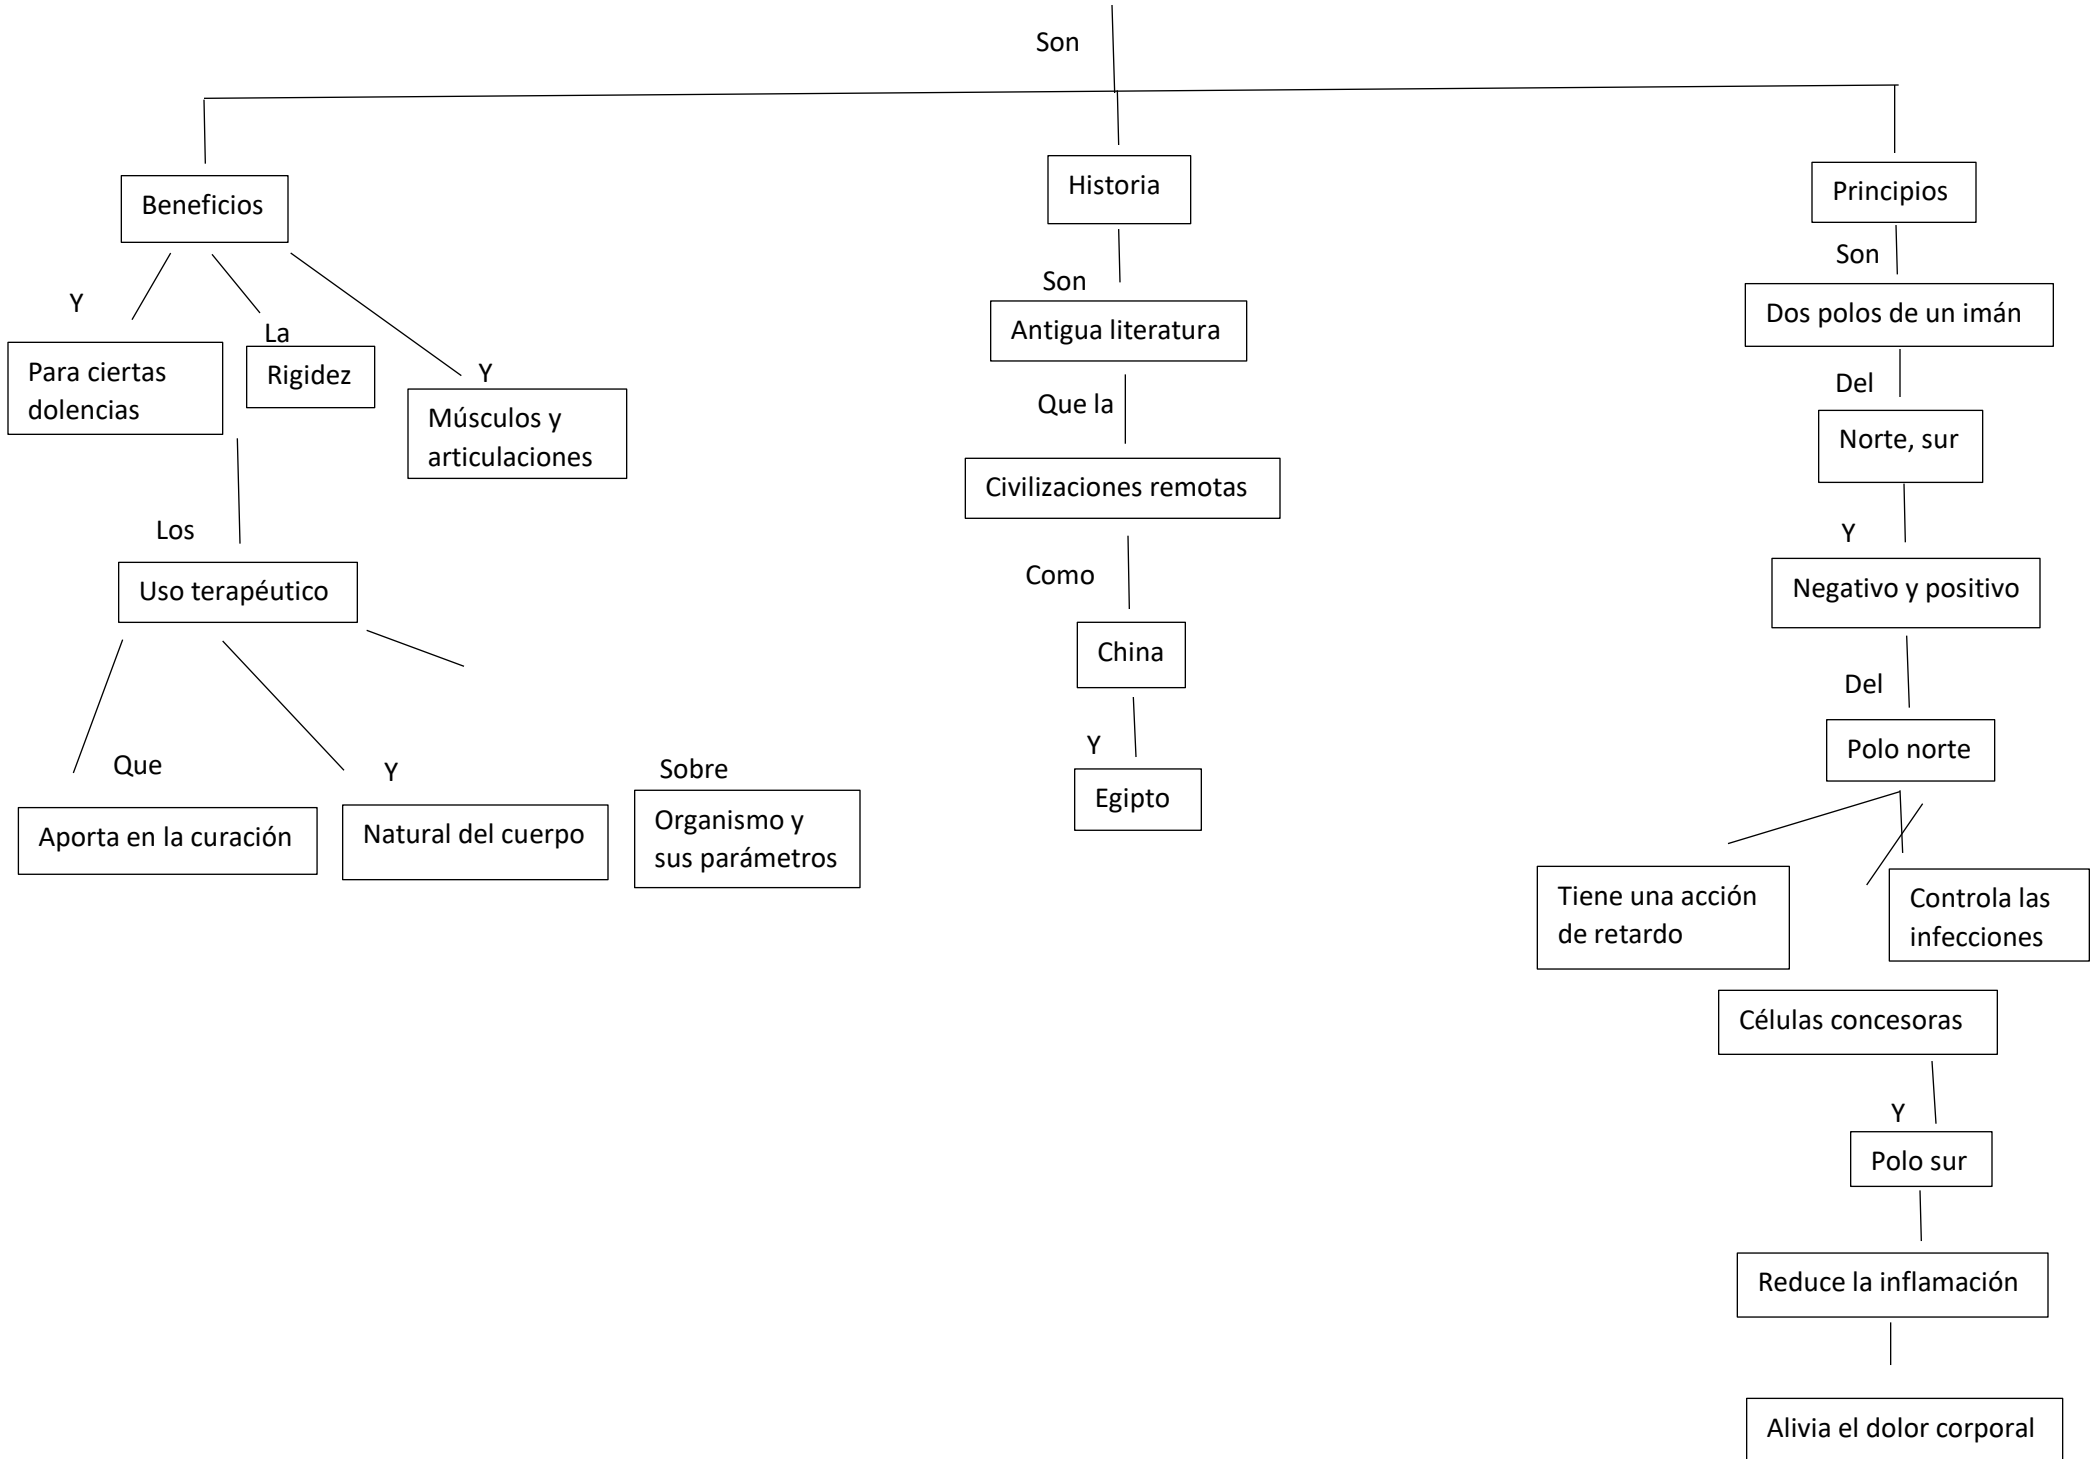 Son
Beneficios
Historia
Principios
Son
Son
Y
La
Y
Dos polos de un imán
Antigua literatura
Para ciertas
dolencias
Rigidez
Músculos y
articulaciones
Del
Que la
Norte, sur
Civilizaciones remotas
Los
Y
Uso terapéutico
Como
Negativo y positivo
China
Del
Polo norte
Que
Y
Sobre
Y
Aporta en la curación
Natural del cuerpo
Organismo y
sus parámetros
Egipto
Tiene una acción
de retardo
Controla las
infecciones
Células concesoras
Y
Polo sur
Reduce la inflamación
Alivia el dolor corporal